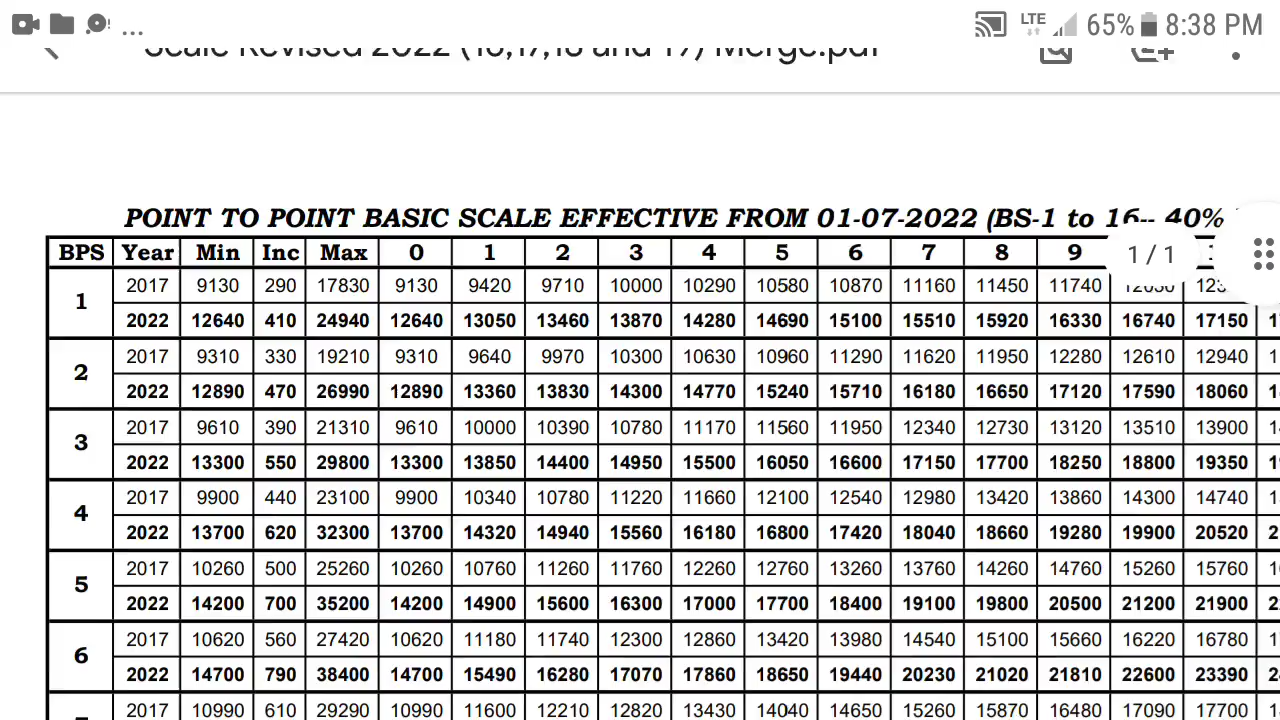 ... LTE 65% 8:38 PM
Scale Revised 2022 (16,17,18 and 19) Merge.pdf
POINT TO POINT BASIC SCALE EFFECTIVE FROM 01-07-2022 (BS-1 to 16-- 40%
BPS Year Min Inc Max 0 1 2 3 4 5 6 7 8 9 1 / 1
1 2017 9130 290 17830 9130 9420 9710 10000 10290 10580 10870 11160 11450 11740
2022 12640 410 24940 12640 13050 13460 13870 14280 14690 15100 15510 15920 16330 16740 17150
2 2017 9310 330 19210 9310 9640 9970 10300 10630 10960 11290 11620 11950 12280 12610 12940
2022 12890 470 26990 12890 13360 13830 14300 14770 15240 15710 16180 16650 17120 17590 18060
3 2017 9610 390 21310 9610 10000 10390 10780 11170 11560 11950 12340 12730 13120 13510 13900
2022 13300 550 29800 13300 13850 14400 14950 15500 16050 16600 17150 17700 18250 18800 19350
4 2017 9900 440 23100 9900 10340 10780 11220 11660 12100 12540 12980 13420 13860 14300 14740
2022 13700 620 32300 13700 14320 14940 15560 16180 16800 17420 18040 18660 19280 19900 20520
5 2017 10260 500 25260 10260 10760 11260 11760 12260 12760 13260 13760 14260 14760 15260 15760
2022 14200 700 35200 14200 14900 15600 16300 17000 17700 18400 19100 19800 20500 21200 21900
6 2017 10620 560 27420 10620 11180 11740 12300 12860 13420 13980 14540 15100 15660 16220 16780
2022 14700 790 38400 14700 15490 16280 17070 17860 18650 19440 20230 21020 21810 22600 23390
2017 10990 610 29290 10990 11600 12210 12820 13430 14040 14650 15260 15870 16480 17090 17700